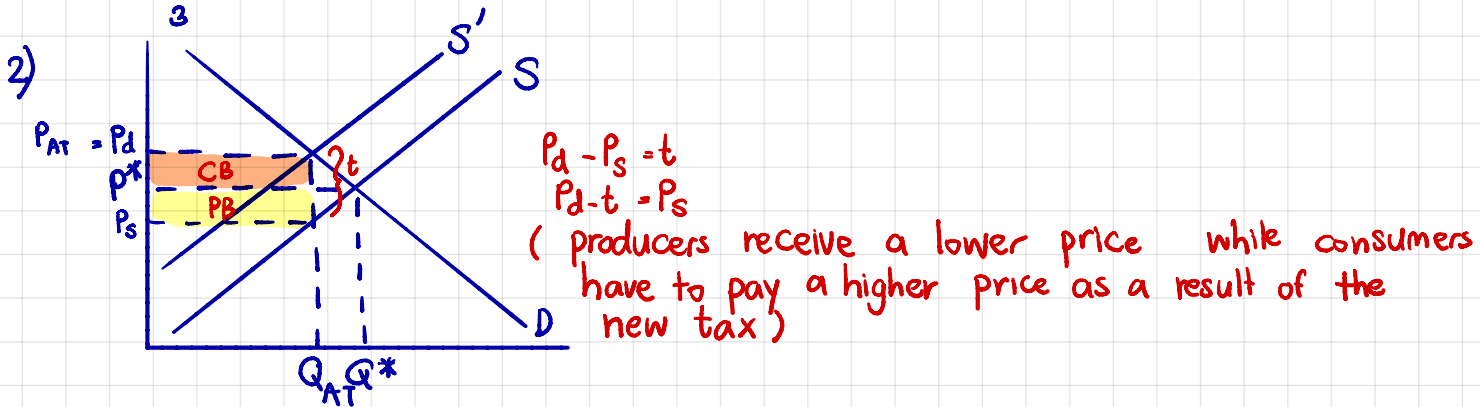 3
2)
S'
S
P_AT = P_d
CB
t
P*
PB
P_s
P_d - P_s = t
P_d - t = P_s
( producers receive a lower price while consumers
have to pay a higher price as a result of the
new tax )
D
Q_AT Q*